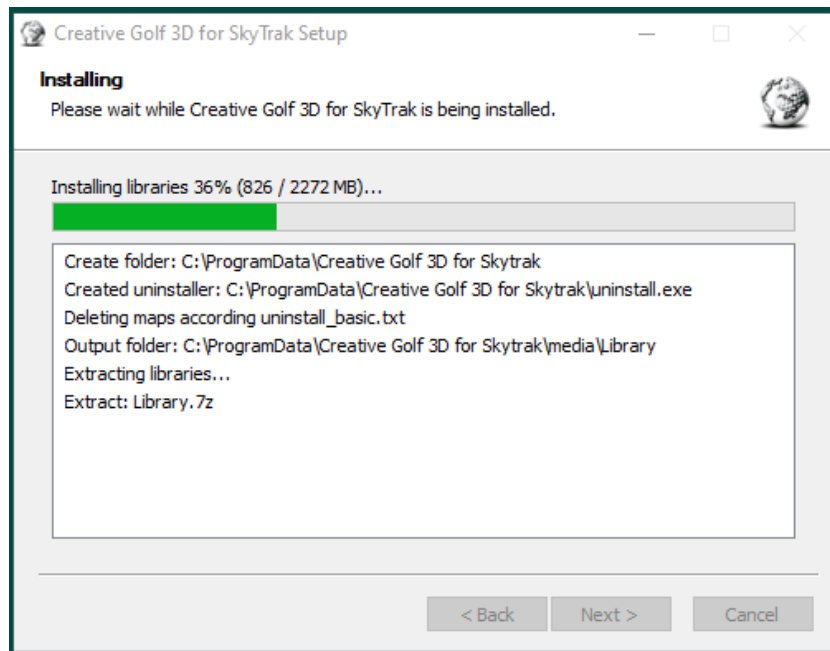 Creative Golf 3D for SkyTrak Setup
Installing
Please wait while Creative Golf 3D for SkyTrak is being installed.
Installing libraries 36% (826 / 2272 MB)...
Create folder: C:\ProgramData\Creative Golf 3D for Skytrak
Created uninstaller: C:\ProgramData\Creative Golf 3D for Skytrak\uninstall.exe
Deleting maps according uninstall_basic.txt
Output folder: C:\ProgramData\Creative Golf 3D for Skytrak\media\Library
Extracting libraries...
Extract: Library.7z
< Back Next > Cancel